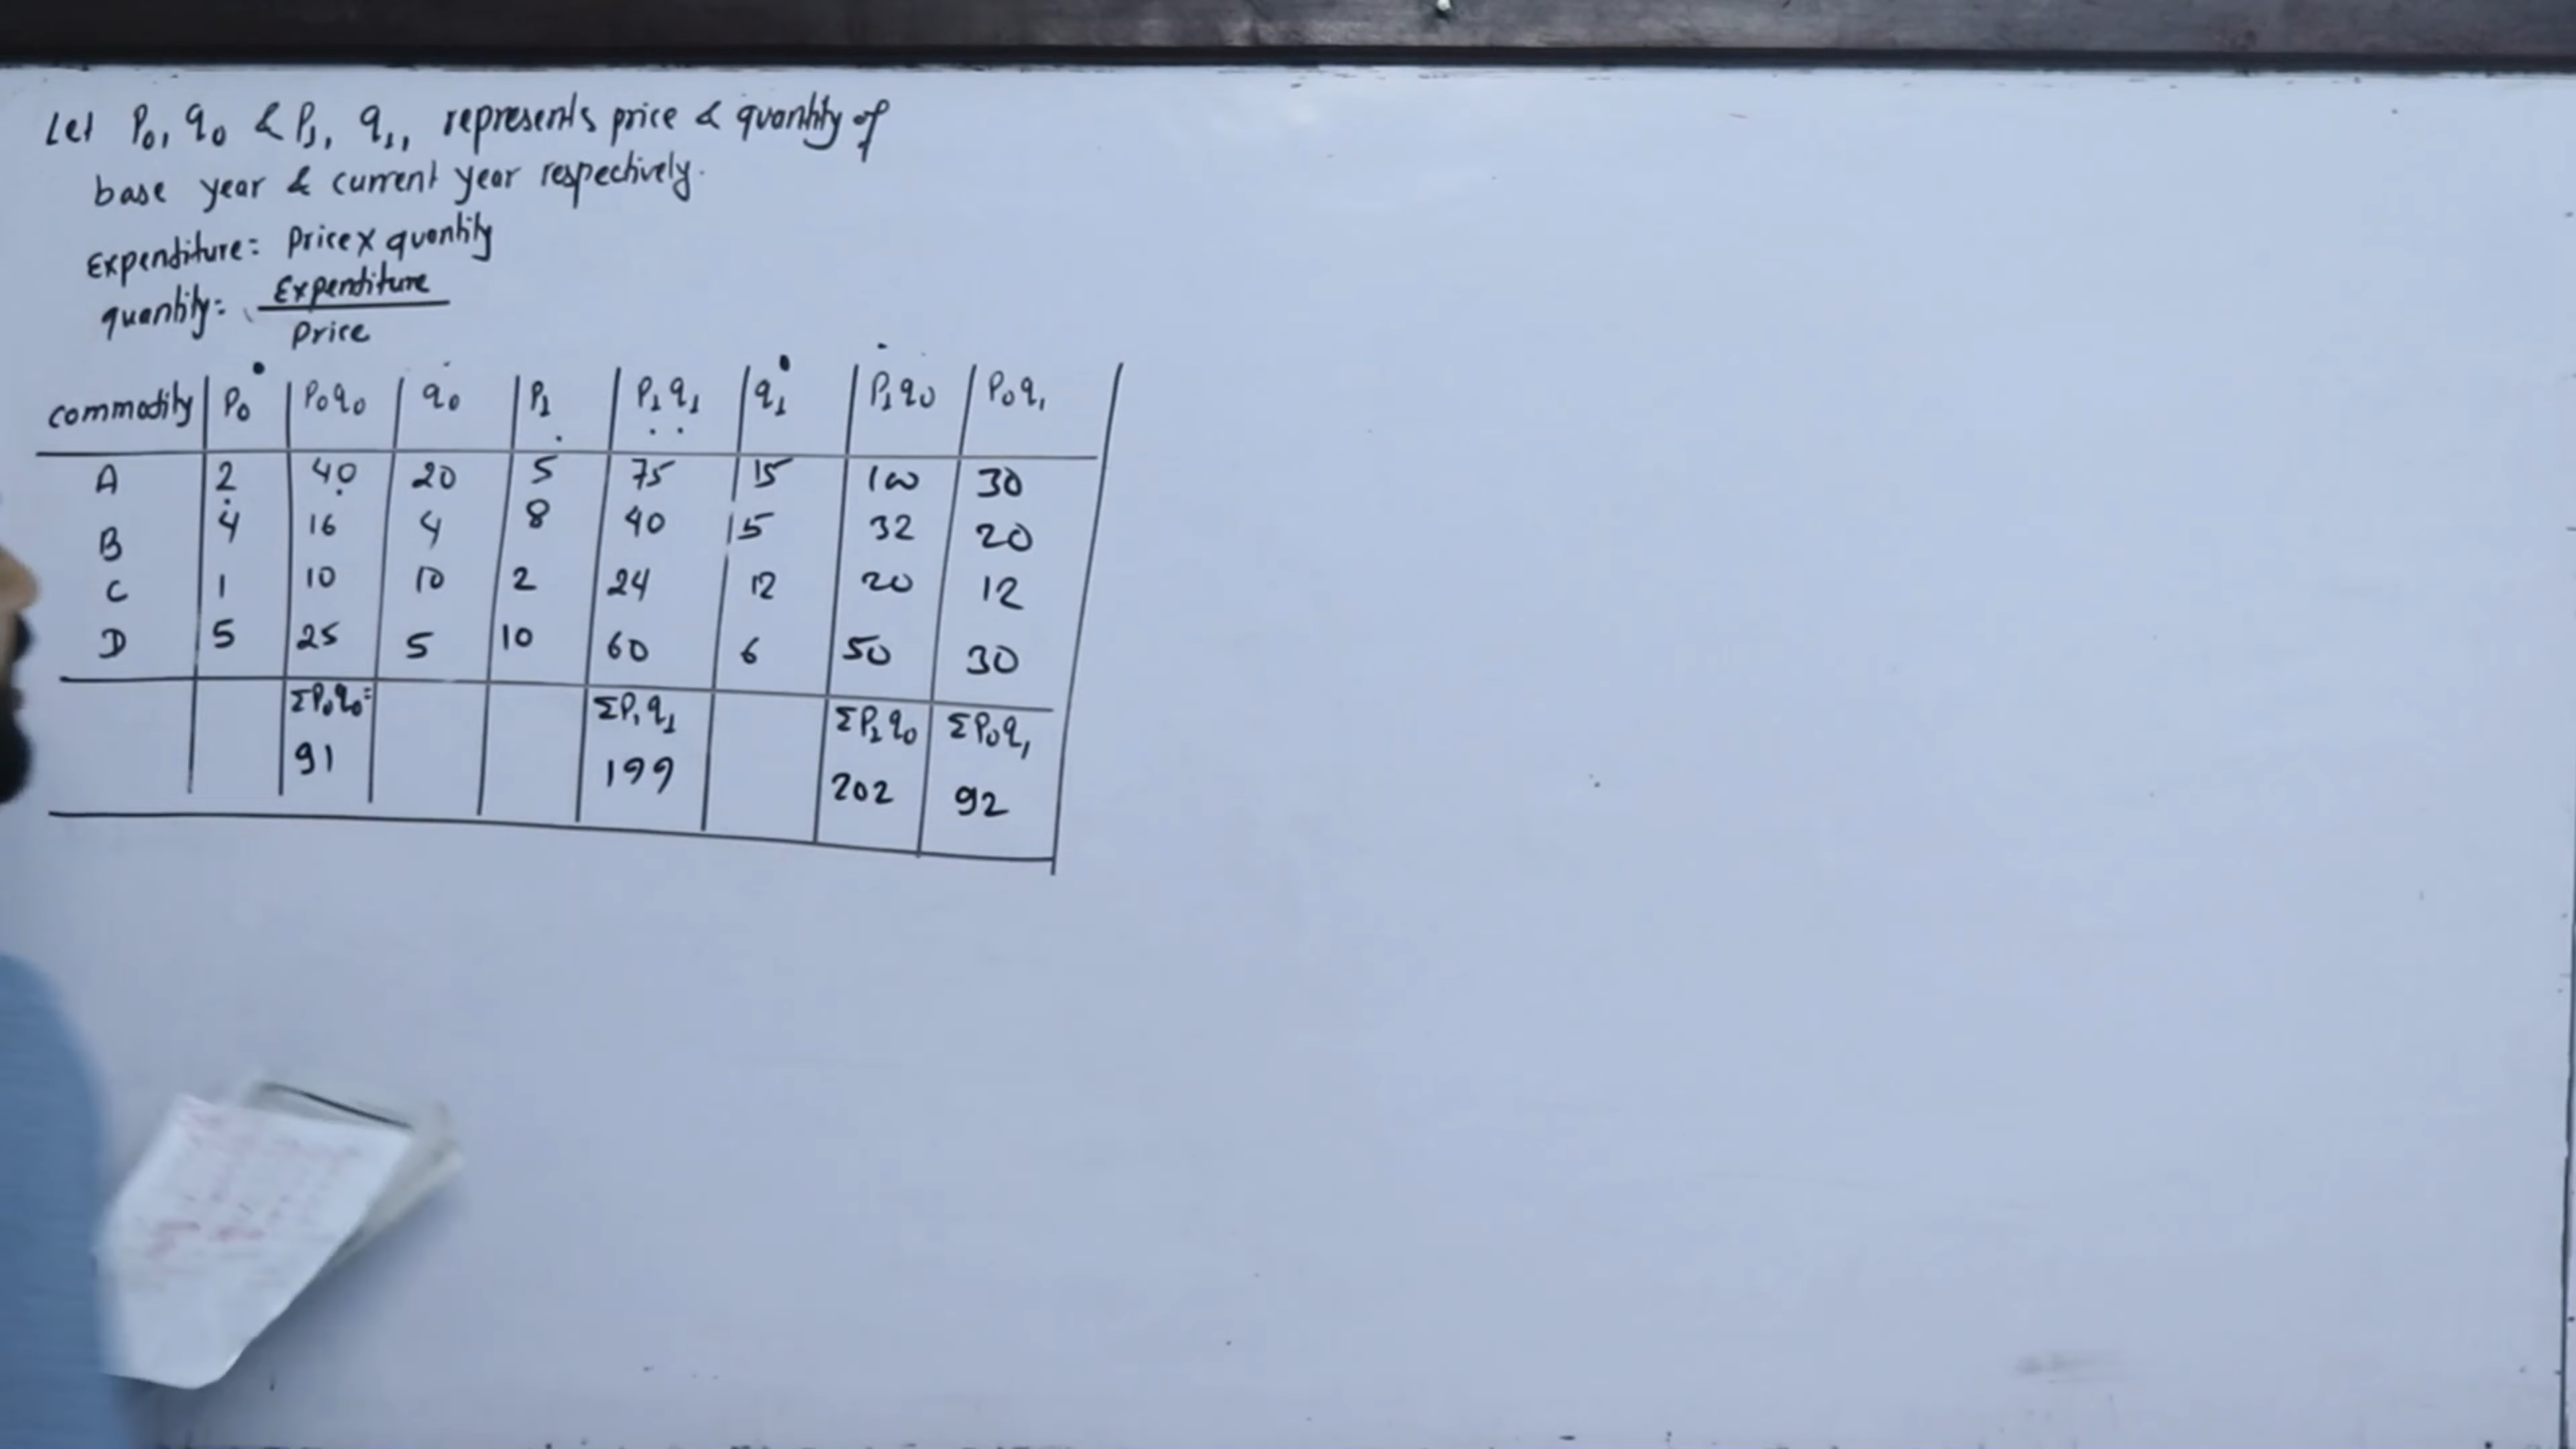 Let P₀, q₀ & P₁, q₁, represents price & quantity of
base year & current year respectively.
Expenditure = Price x quantity
quantity = Expenditure
Price
commodity P₀ P₀q₀ q₀ P₁ P₁q₁ q₁ P₁q₀ P₀q₁
A 2 40 20 5 75 15 100 30
B 4 16 4 8 40 5 32 20
C 1 10 10 2 24 12 20 12
D 5 25 5 10 60 6 50 30
ΣP₀q₀= ΣP₁q₁ ΣP₁q₀ ΣP₀q₁
91 199 202 92